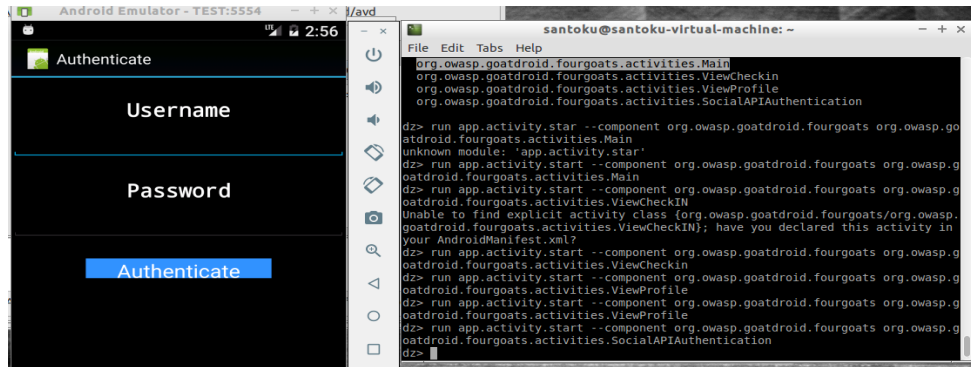 Android Emulator - TEST:5554
d/avd
2:56
Authenticate
Username
Password
Authenticate
santoku@santoku-virtual-machine: ~
File Edit Tabs Help
org.owasp.goatdroid.fourgoats.activities.Main
org.owasp.goatdroid.fourgoats.activities.ViewCheckin
org.owasp.goatdroid.fourgoats.activities.ViewProfile
org.owasp.goatdroid.fourgoats.activities.SocialAPIAuthentication
dz> run app.activity.star --component org.owasp.goatdroid.fourgoats org.owasp.go
atdroid.fourgoats.activities.Main
unknown module: 'app.activity.star'
dz> run app.activity.start --component org.owasp.goatdroid.fourgoats org.owasp.g
oatdroid.fourgoats.activities.Main
dz> run app.activity.start --component org.owasp.goatdroid.fourgoats org.owasp.g
oatdroid.fourgoats.activities.ViewCheckIN
Unable to find explicit activity class {org.owasp.goatdroid.fourgoats/org.owasp.
goatdroid.fourgoats.activities.ViewCheckIN}; have you declared this activity in
your AndroidManifest.xml?
dz> run app.activity.start --component org.owasp.goatdroid.fourgoats org.owasp.g
oatdroid.fourgoats.activities.ViewCheckin
dz> run app.activity.start --component org.owasp.goatdroid.fourgoats org.owasp.g
oatdroid.fourgoats.activities.ViewProfile
dz> run app.activity.start --component org.owasp.goatdroid.fourgoats org.owasp.g
oatdroid.fourgoats.activities.ViewProfile
dz> run app.activity.start --component org.owasp.goatdroid.fourgoats org.owasp.g
oatdroid.fourgoats.activities.SocialAPIAuthentication
dz>